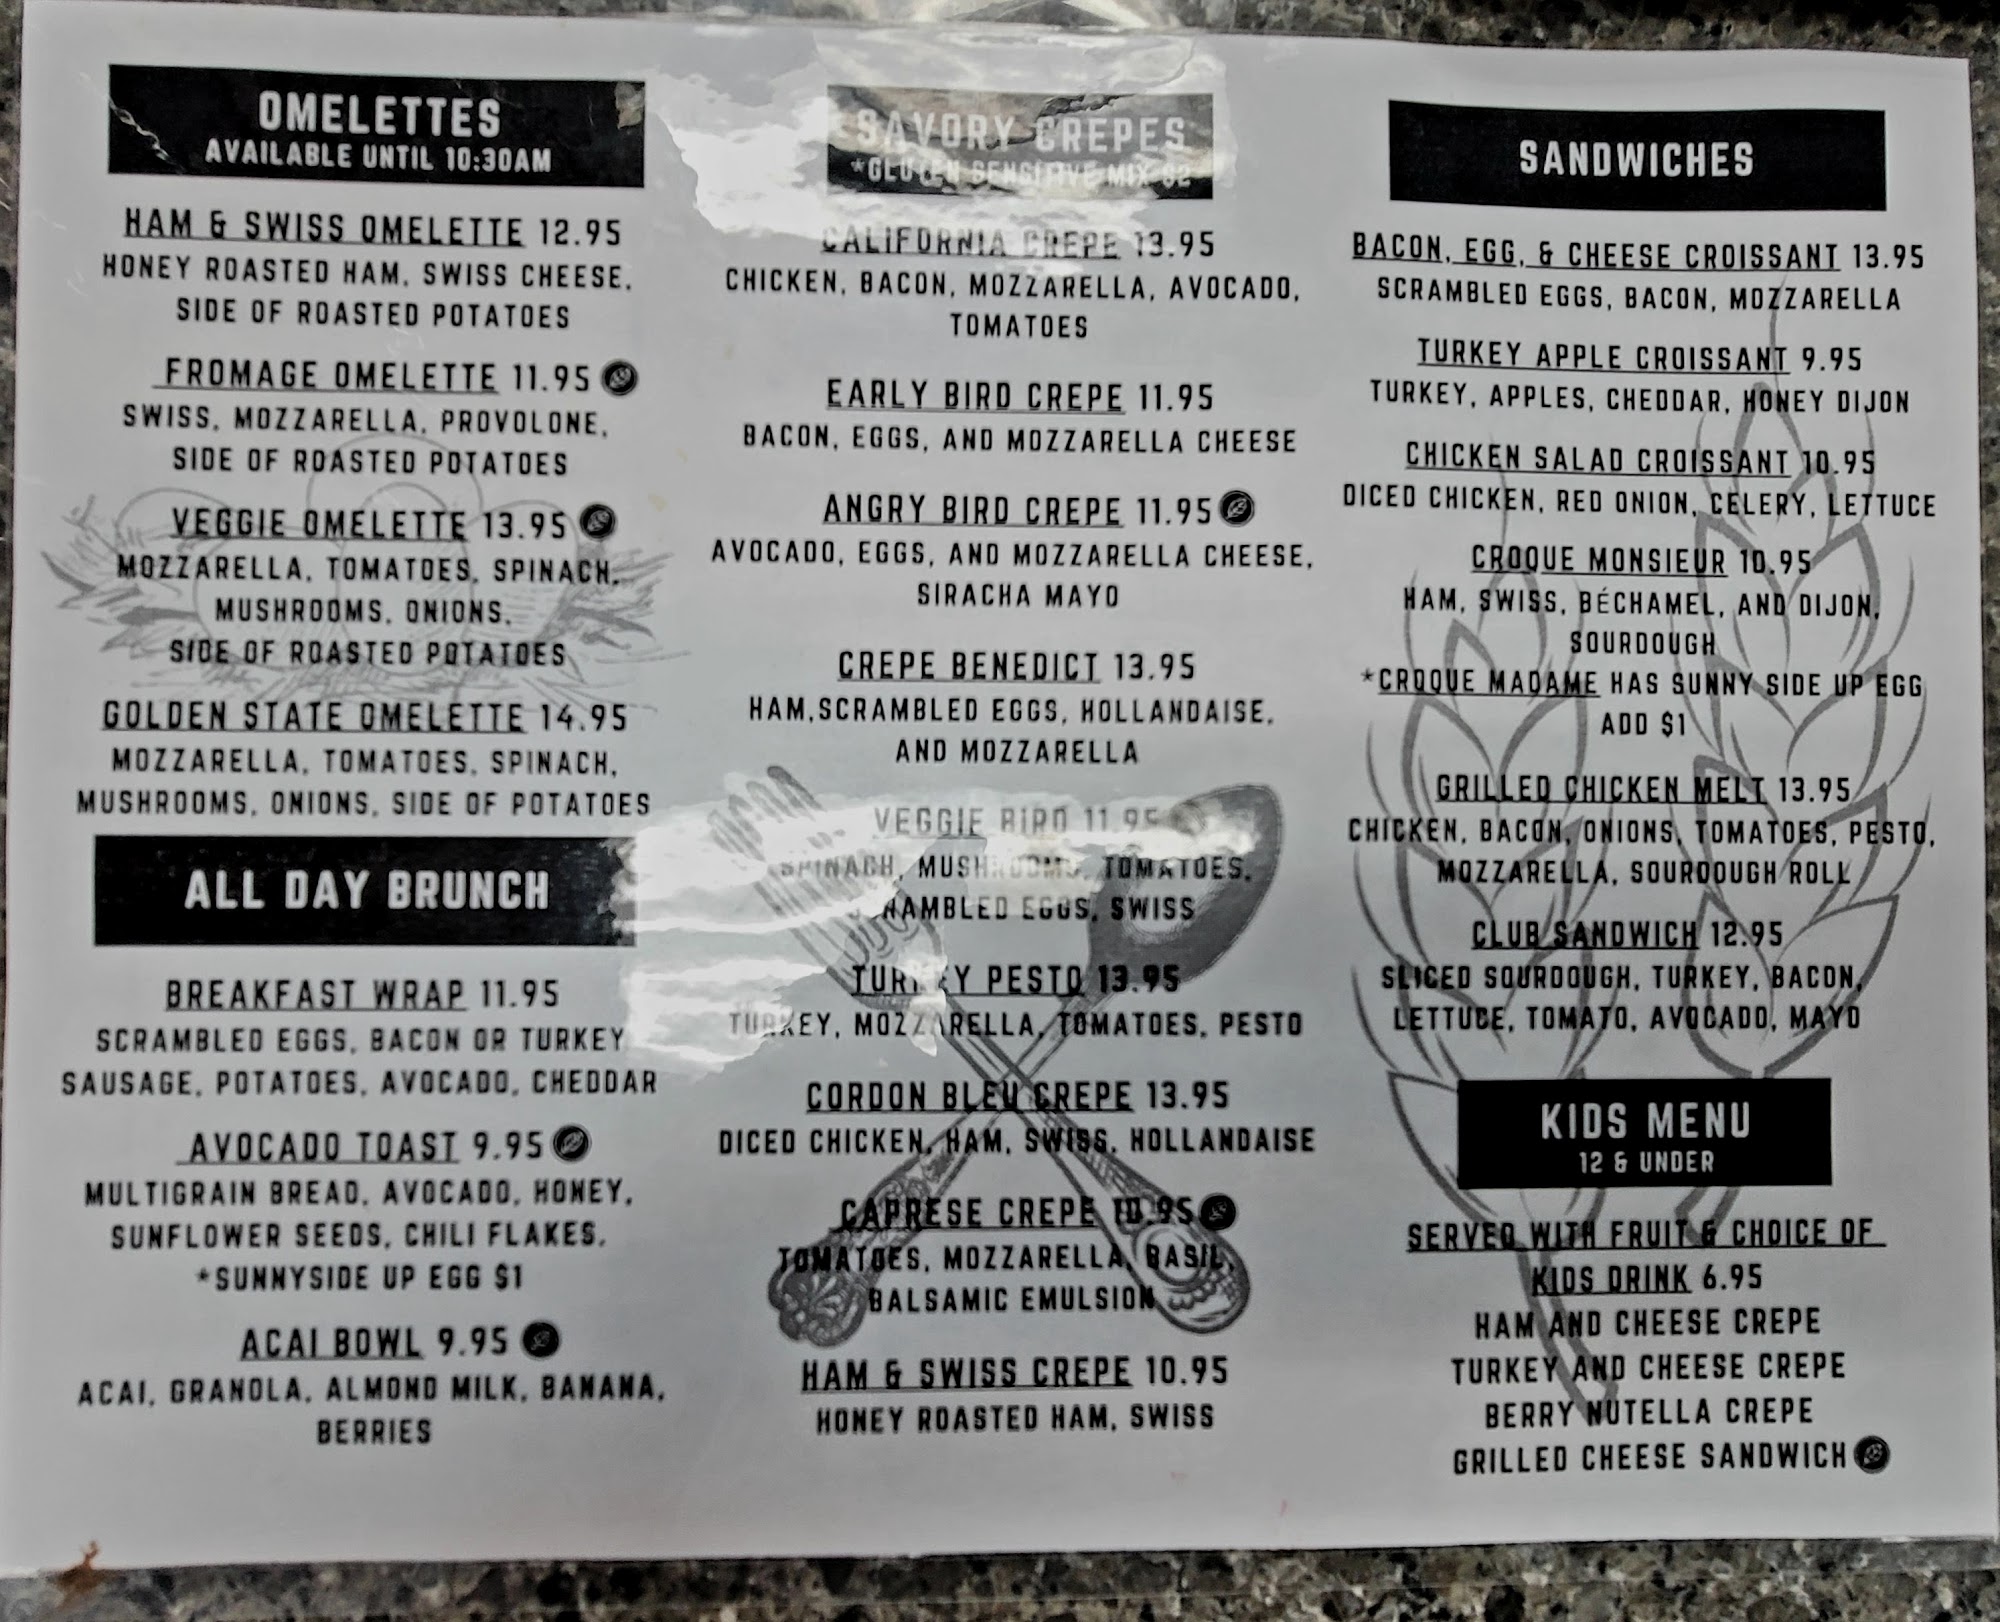 OMELETTES
AVAILABLE UNTIL 10:30AM
HAM & SWISS OMELETTE 12.95
HONEY ROASTED HAM, SWISS CHEESE,
SIDE OF ROASTED POTATOES
FROMAGE OMELETTE 11.95
SWISS, MOZZARELLA, PROVOLONE,
SIDE OF ROASTED POTATOES
VEGGIE OMELETTE 13.95
MOZZARELLA, TOMATOES, SPINACH,
MUSHROOMS, ONIONS,
SIDE OF ROASTED POTATOES
GOLDEN STATE OMELETTE 14.95
MOZZARELLA, TOMATOES, SPINACH,
MUSHROOMS, ONIONS, SIDE OF POTATOES
ALL DAY BRUNCH
BREAKFAST WRAP 11.95
SCRAMBLED EGGS, BACON OR TURKEY
SAUSAGE, POTATOES, AVOCADO, CHEDDAR
AVOCADO TOAST 9.95
MULTIGRAIN BREAD, AVOCADO, HONEY,
SUNFLOWER SEEDS, CHILI FLAKES,
*SUNNYSIDE UP EGG $1
ACAI BOWL 9.95
ACAI, GRANOLA, ALMOND MILK, BANANA,
BERRIES
SAVORY CREPES
*GLUTEN SENSITIVE MIX $2
CALIFORNIA CREPE 13.95
CHICKEN, BACON, MOZZARELLA, AVOCADO,
TOMATOES
EARLY BIRD CREPE 11.95
BACON, EGGS, AND MOZZARELLA CHEESE
ANGRY BIRD CREPE 11.95
AVOCADO, EGGS, AND MOZZARELLA CHEESE,
SIRACHA MAYO
CREPE BENEDICT 13.95
HAM,SCRAMBLED EGGS, HOLLANDAISE,
AND MOZZARELLA
VEGGIE BIRD 11.95
SPINACH, MUSHROOMS, TOMATOES,
SCRAMBLED EGGS, SWISS
TURKEY PESTO 13.95
TURKEY, MOZZARELLA, TOMATOES, PESTO
CORDON BLEU CREPE 13.95
DICED CHICKEN, HAM, SWISS, HOLLANDAISE
CAPRESE CREPE 10.95
TOMATOES, MOZZARELLA, BASIL,
BALSAMIC EMULSION
HAM & SWISS CREPE 10.95
HONEY ROASTED HAM, SWISS
SANDWICHES
BACON, EGG, & CHEESE CROISSANT 13.95
SCRAMBLED EGGS, BACON, MOZZARELLA
TURKEY APPLE CROISSANT 9.95
TURKEY, APPLES, CHEDDAR, HONEY DIJON
CHICKEN SALAD CROISSANT 10.95
DICED CHICKEN, RED ONION, CELERY, LETTUCE
CROQUE MONSIEUR 10.95
HAM, SWISS, BÉCHAMEL, AND DIJON,
SOURDOUGH
*CROQUE MADAME HAS SUNNY SIDE UP EGG
ADD $1
GRILLED CHICKEN MELT 13.95
CHICKEN, BACON, ONIONS, TOMATOES, PESTO,
MOZZARELLA, SOURDOUGH ROLL
CLUB SANDWICH 12.95
SLICED SOURDOUGH, TURKEY, BACON,
LETTUCE, TOMATO, AVOCADO, MAYO
KIDS MENU
12 & UNDER
SERVED WITH FRUIT & CHOICE OF
KIDS DRINK 6.95
HAM AND CHEESE CREPE
TURKEY AND CHEESE CREPE
BERRY NUTELLA CREPE
GRILLED CHEESE SANDWICH